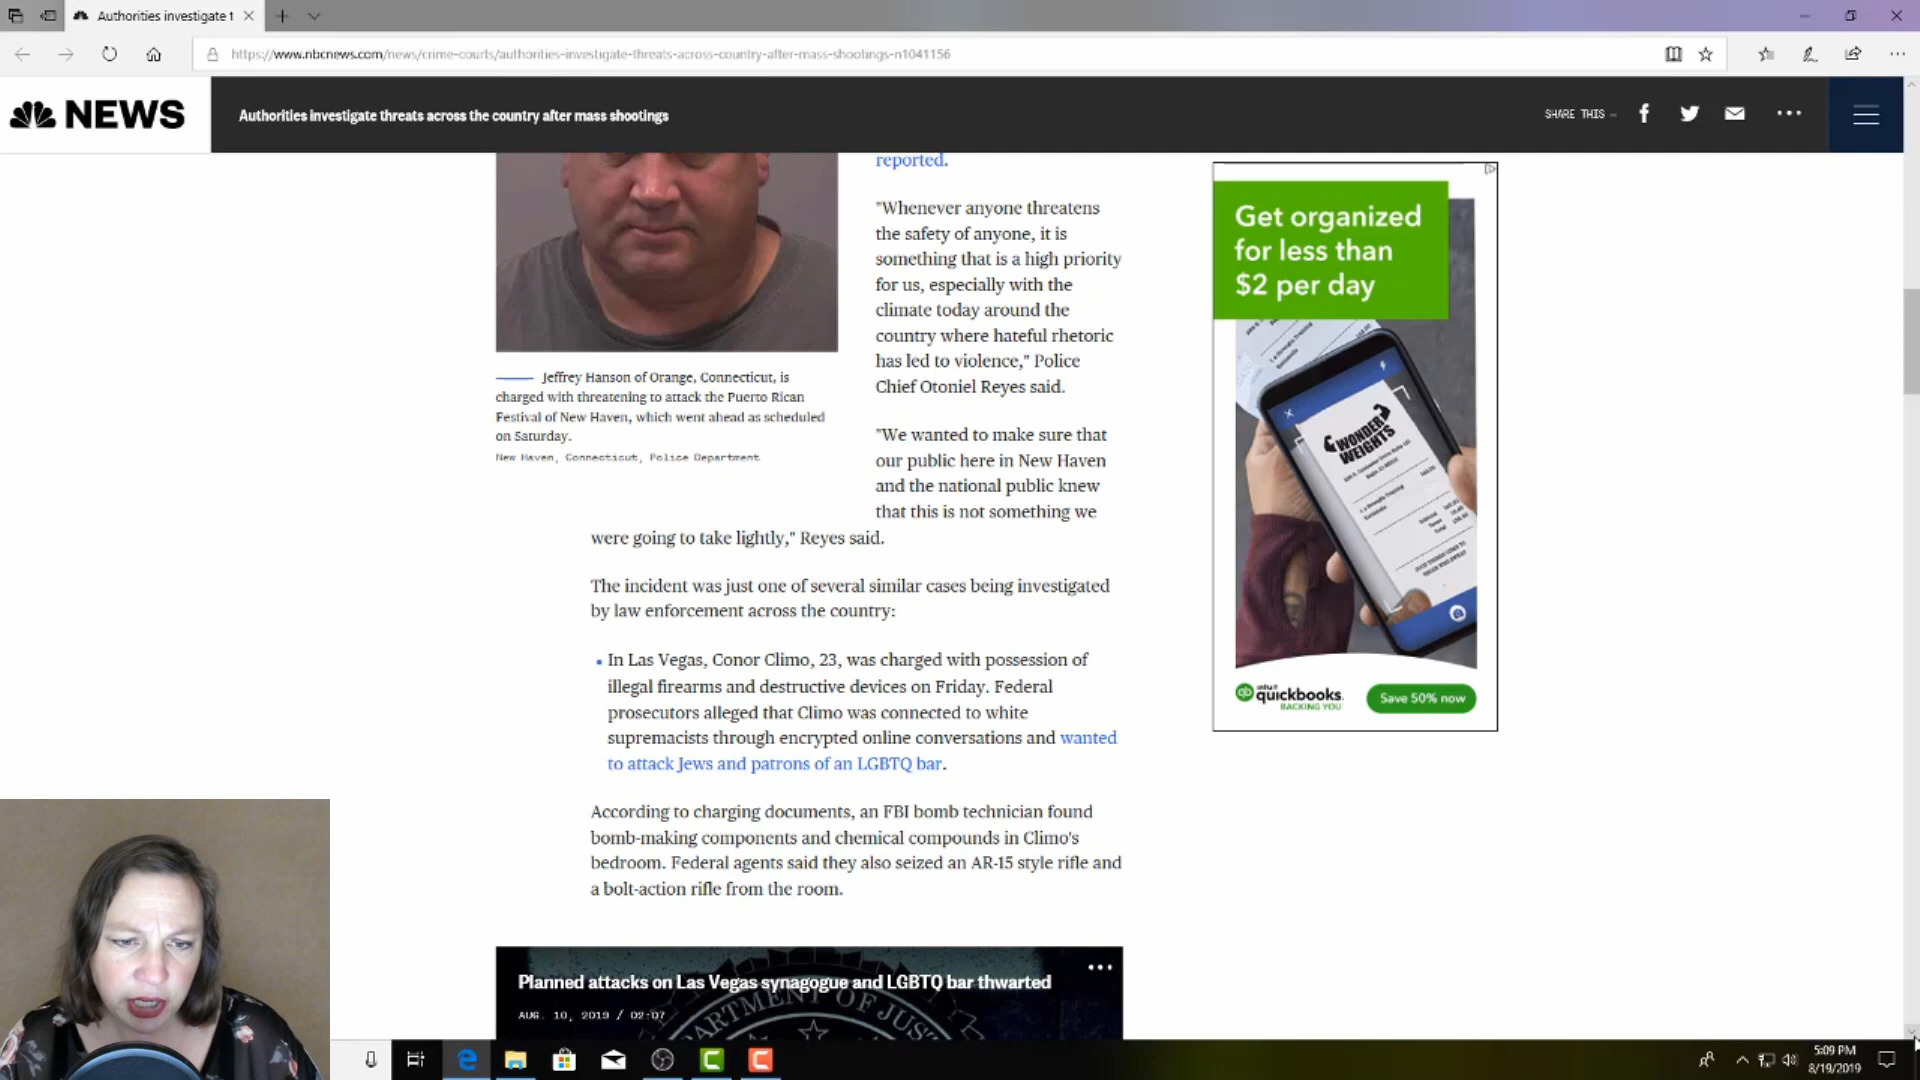 Authorities investigate t
https://www.nbcnews.com/news/crime-courts/authorities-investigate-threats-across-country-after-mass-shootings-n1041156
NEWS
Authorities investigate threats across the country after mass shootings
SHARE THIS –
reported.
"Whenever anyone threatens
the safety of anyone, it is
something that is a high priority
for us, especially with the
climate today around the
country where hateful rhetoric
has led to violence," Police
Chief Otoniel Reyes said.
Jeffrey Hanson of Orange, Connecticut, is
charged with threatening to attack the Puerto Rican
Festival of New Haven, which went ahead as scheduled
on Saturday.
New Haven, Connecticut, Police Department
"We wanted to make sure that
our public here in New Haven
and the national public knew
that this is not something we
were going to take lightly," Reyes said.
The incident was just one of several similar cases being investigated
by law enforcement across the country:
• In Las Vegas, Conor Climo, 23, was charged with possession of
illegal firearms and destructive devices on Friday. Federal
prosecutors alleged that Climo was connected to white
supremacists through encrypted online conversations and wanted
to attack Jews and patrons of an LGBTQ bar.
According to charging documents, an FBI bomb technician found
bomb-making components and chemical compounds in Climo's
bedroom. Federal agents said they also seized an AR-15 style rifle and
a bolt-action rifle from the room.
Planned attacks on Las Vegas synagogue and LGBTQ bar thwarted
AUG. 10, 2019 / 02:07
ARTMENT OF JUS
Get organized
for less than
$2 per day
WONDER
WEIGHTS
intuit
quickbooks.
BACKING YOU
Save 50% now
5:09 PM
8/19/2019